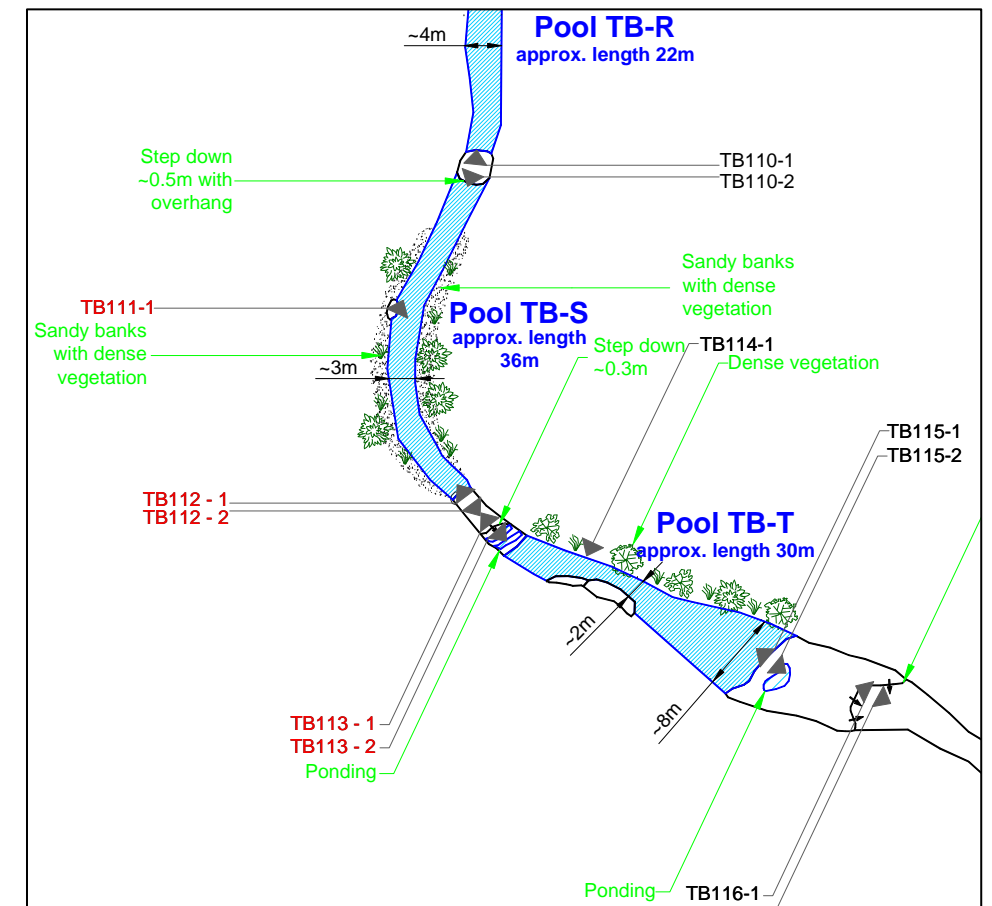 Pool TB-R
approx. length 22m
~4m
Step down
~0.5m with
overhang
TB110-1
TB110-2
Sandy banks
with dense
vegetation
TB111-1
Pool TB-S
approx. length
36m
Sandy banks
with dense
vegetation
Step down
~0.3m
TB114-1
Dense vegetation
~3m
TB115-1
TB115-2
TB112 - 1
TB112 - 2
Pool TB-T
approx. length 30m
~2m
~8m
TB113 - 1
TB113 - 2
Ponding
Ponding
TB116-1